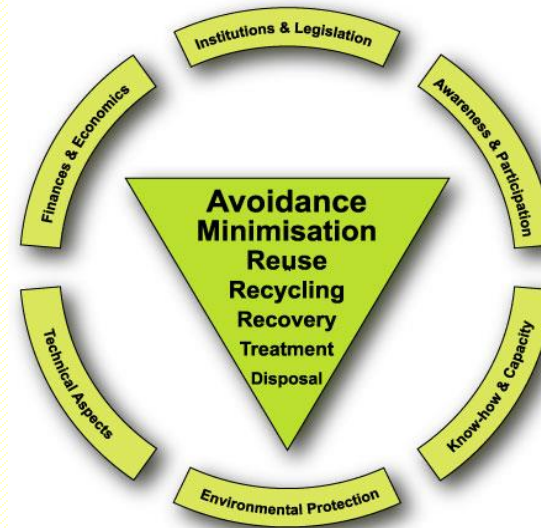 Institutions & Legislation
Finances & Economics
Awareness & Participation
Avoidance
Minimisation
Reuse
Recycling
Recovery
Treatment
Disposal
Technical Aspects
Know-how & Capacity
Environmental Protection